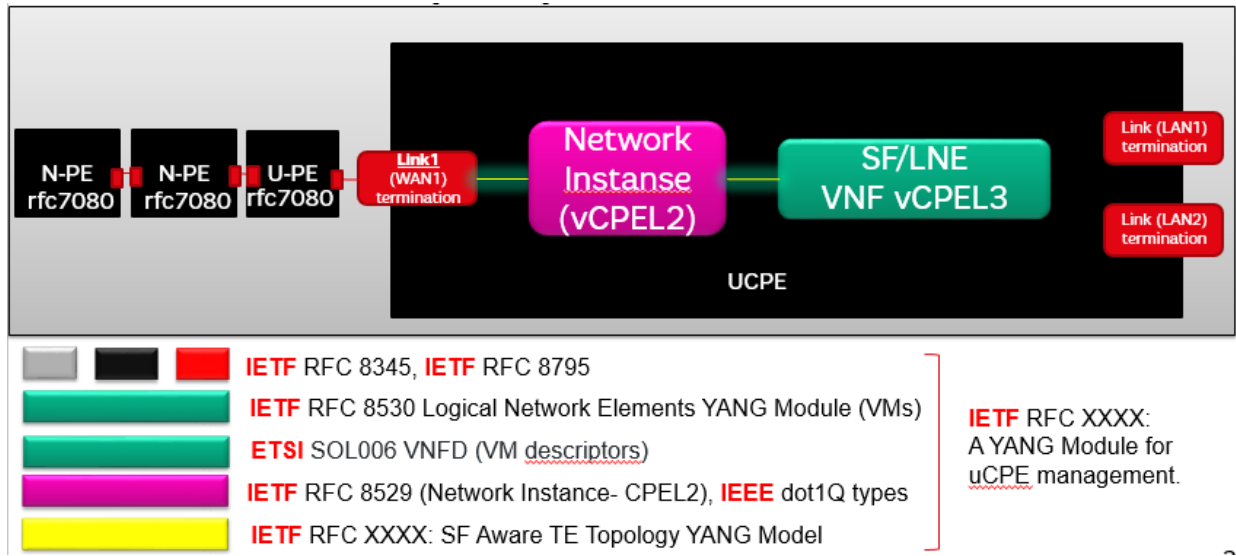 N-PE
rfc7080
N-PE
rfc7080
U-PE
rfc7080
Link1
(WAN1)
termination
Network
Instanse
(vCPEL2)
SF/LNE
VNF vCPEL3
Link (LAN1)
termination
Link (LAN2)
termination
UCPE
IETF RFC 8345, IETF RFC 8795
IETF RFC 8530 Logical Network Elements YANG Module (VMs)
ETSI SOL006 VNFD (VM descriptors)
IETF RFC 8529 (Network Instance- CPEL2), IEEE dot1Q types
IETF RFC XXXX: SF Aware TE Topology YANG Model
IETF RFC XXXX:
A YANG Module for
uCPE management.